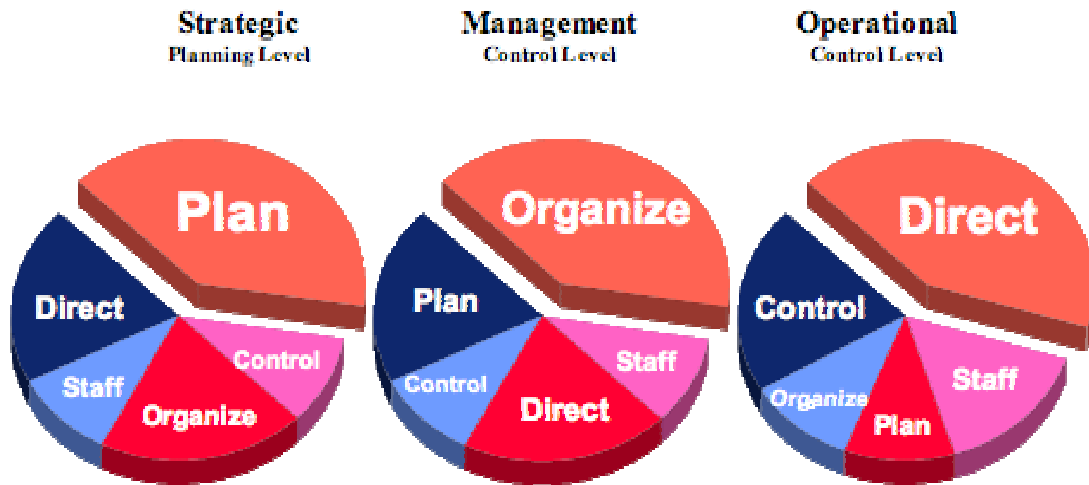 Strategic
Planning Level
Management
Control Level
Operational
Control Level
Plan
Direct
Staff
Organize
Control
Organize
Plan
Control
Direct
Staff
Direct
Control
Organize
Plan
Staff